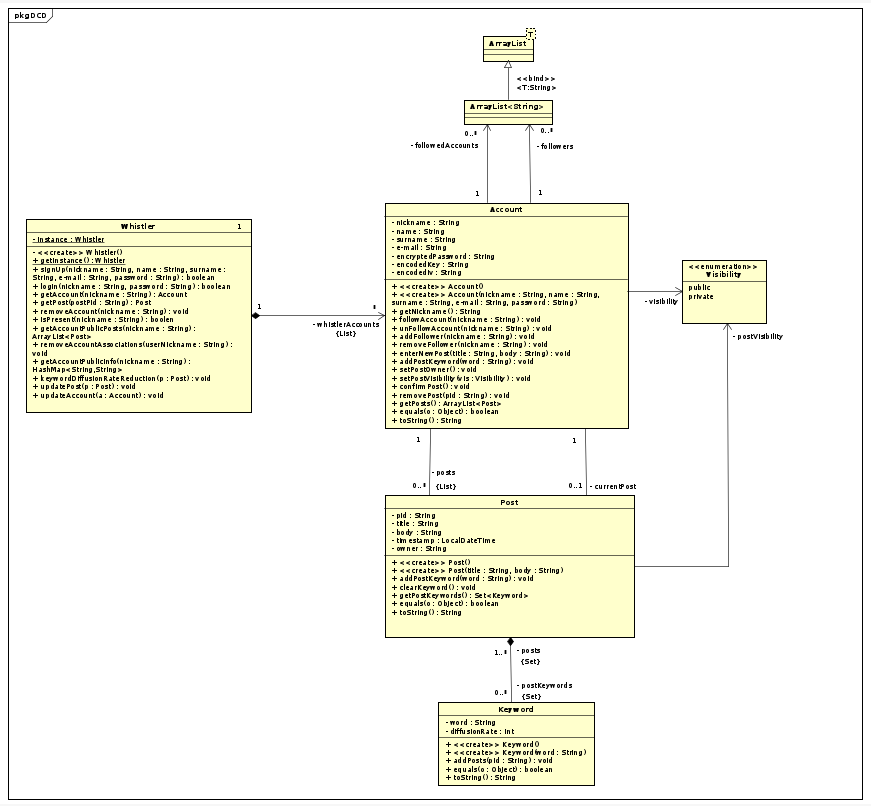 pkg DCD
T
ArrayList
<<bind>>
<T:String>
ArrayList<String>
0..*
0..*
- followedAccounts
- followers
1
1
Whistler 1
- instance : Whistler
- <<create>> Whistler()
+ getInstance() : Whistler
+ signUp(nickname : String, name : String, surname :
String, e-mail : String, password : String) : boolean
+ login(nickname : String, password : String) : boolean
+ getAccount(nickname : String) : Account
+ getPost(postPid : String) : Post
+ removeAccount(nickname : String) : void
+ isPresent(nickname : String) : boolen
+ getAccountPublicPosts(nickname : String) :
ArrayList<Post>
+ removeAccountAssociations(userNickname : String) :
void
+ getAccountPublicInfo(nickname : String) :
HashMap<String,String>
+ keywordDiffusionRateReduction(p : Post) : void
+ updatePost(p : Post) : void
+ updateAccount(a : Account) : void
1
*
- whistlerAccounts
{List}
Account
- nickname : String
- name : String
- surname : String
- e-mail : String
- encryptedPassword : String
- encodedKey : String
- encodedIv : String
+ <<create>> Account()
+ <<create>> Account(nickname : String, name : String,
surname : String, e-mail : String, password : String)
+ getNickname() : String
+ followAccount(nickname : String) : void
+ unFollowAccount(nickname : String) : void
+ addFollower(nickname : String) : void
+ removeFollower(nickname : String) : void
+ enterNewPost(title : String, body : String) : void
+ addPostKeyword(word : String) : void
+ setPostOwner() : void
+ setPostVisibility(vis : Visibility) : void
+ confirmPost() : void
+ removePost(pid : String) : void
+ getPosts() : ArrayList<Post>
+ equals(o : Object) : boolean
+ toString() : String
- visibility
<<enumeration>>
Visibility
public
private
- postVisibility
1
1
- posts
0..*
{List}
0..1
- currentPost
Post
- pid : String
- title : String
- body : String
- timestamp : LocalDateTime
- owner : String
+ <<create>> Post()
+ <<create>> Post(title : String, body : String)
+ addPostKeyword(word : String) : void
+ clearKeyword() : void
+ getPostKeywords() : Set<Keyword>
+ equals(o : Object) : boolean
+ toString() : String
1..*
- posts
{Set}
- postKeywords
0..*
{Set}
Keyword
- word : String
- diffusionRate : int
+ <<create>> Keyword()
+ <<create>> Keyword(word : String)
+ addPosts(pid : String) : void
+ equals(o : Object) : boolean
+ toString() : String